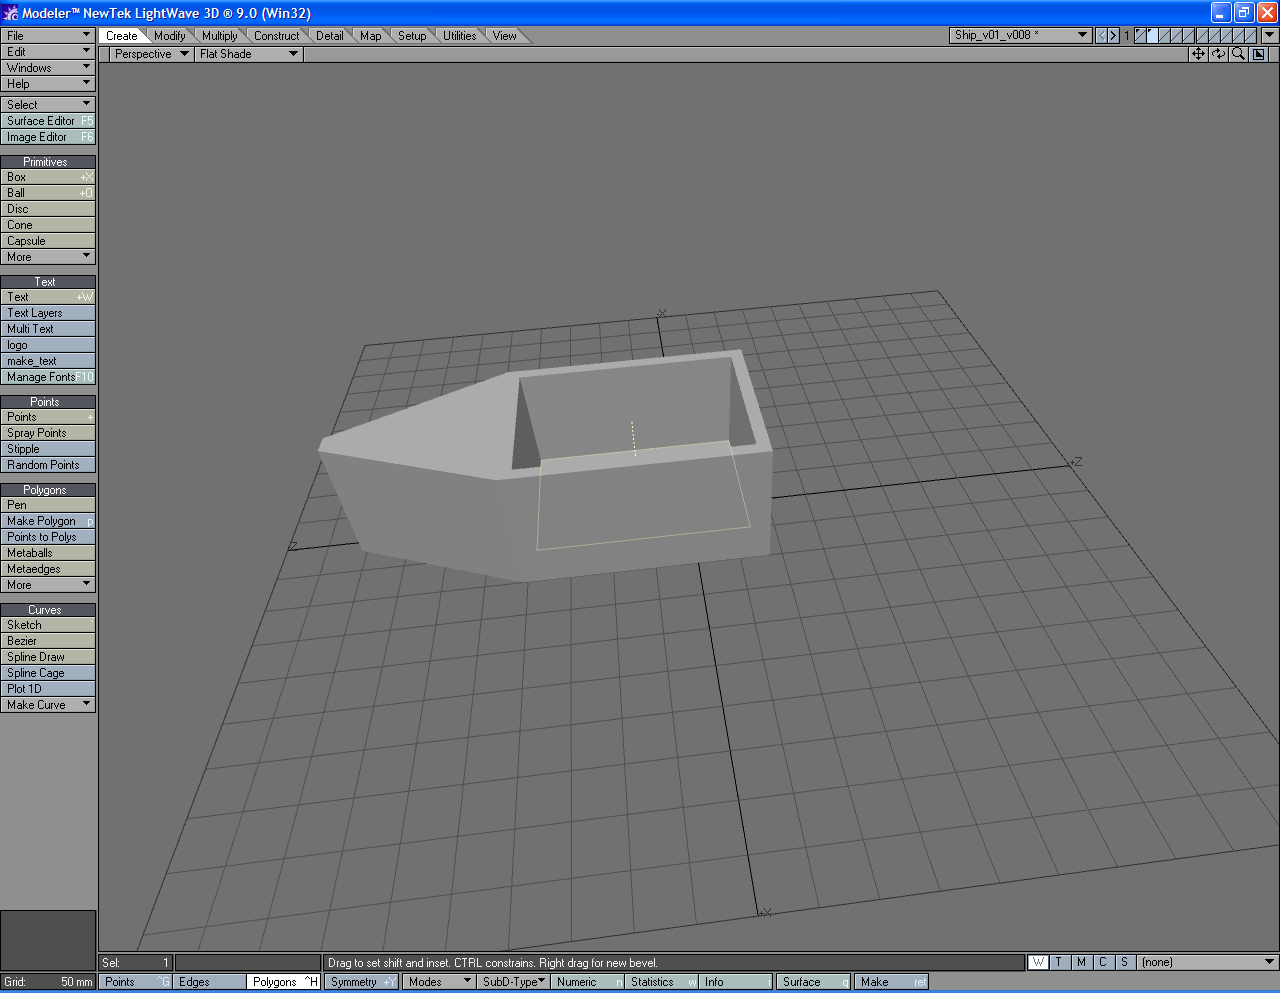 Modeler™ NewTek LightWave 3D ® 9.0 (Win32)
File
Edit
Windows
Help
Create Modify Multiply Construct Detail Map Setup Utilities View
Ship_v01_v008 *
1
Perspective Flat Shade
Select
Surface Editor F5
Image Editor F6
Primitives
Box +X
Ball +O
Disc
Cone
Capsule
More
Text
Text +W
Text Layers
Multi Text
logo
make_text
Manage Fonts F10
Points
Points +
Spray Points
Stipple
Random Points
Polygons
Pen
Make Polygon p
Points to Polys
Metaballs
Metaedges
More
Curves
Sketch `
Bezier
Spline Draw
Spline Cage
Plot 1D
Make Curve
-X
+Z
-Z
+X
Sel: 1
Drag to set shift and inset. CTRL constrains. Right drag for new bevel.
W T M C S (none)
Grid: 50 mm
Points ^G Edges Polygons ^H Symmetry +Y Modes SubD-Type Numeric n Statistics w Info i Surface q Make ret